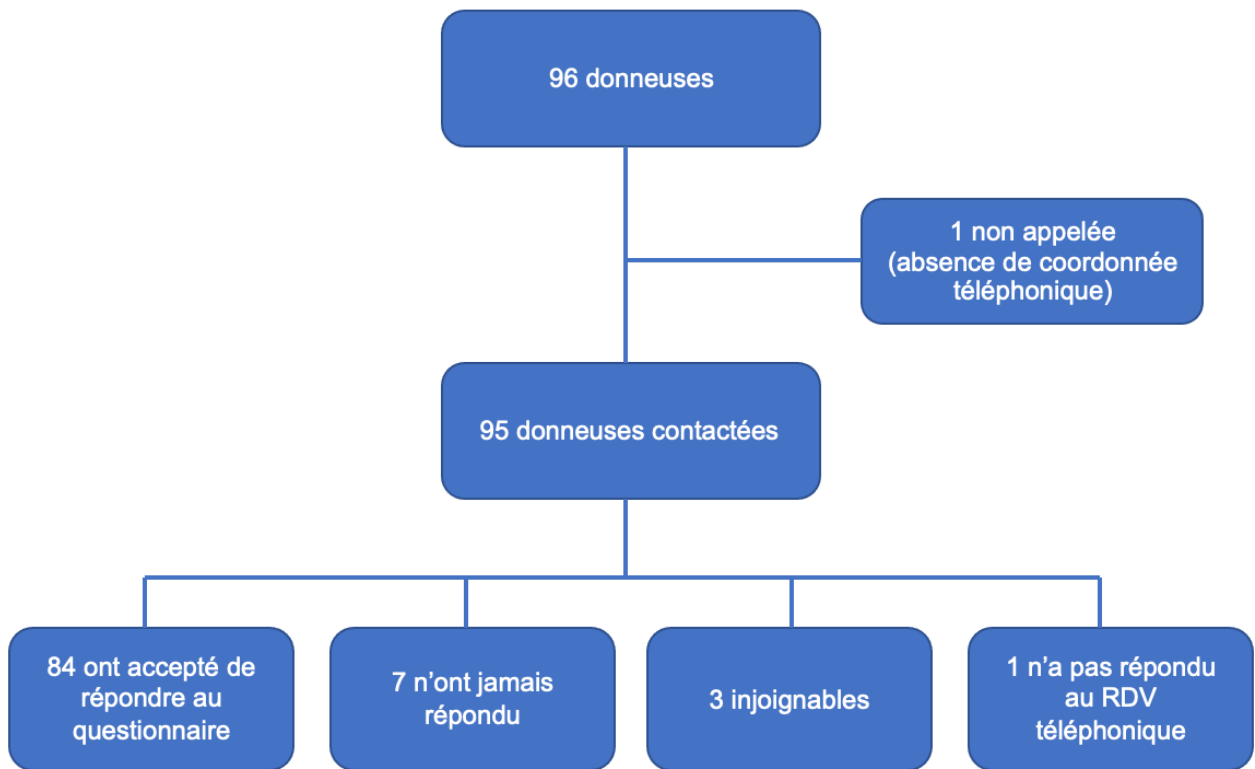 96 donneuses
1 non appelée
(absence de coordonnée
téléphonique)
95 donneuses contactées
84 ont accepté de
répondre au
questionnaire
7 n’ont jamais
répondu
3 injoignables
1 n’a pas répondu
au RDV
téléphonique